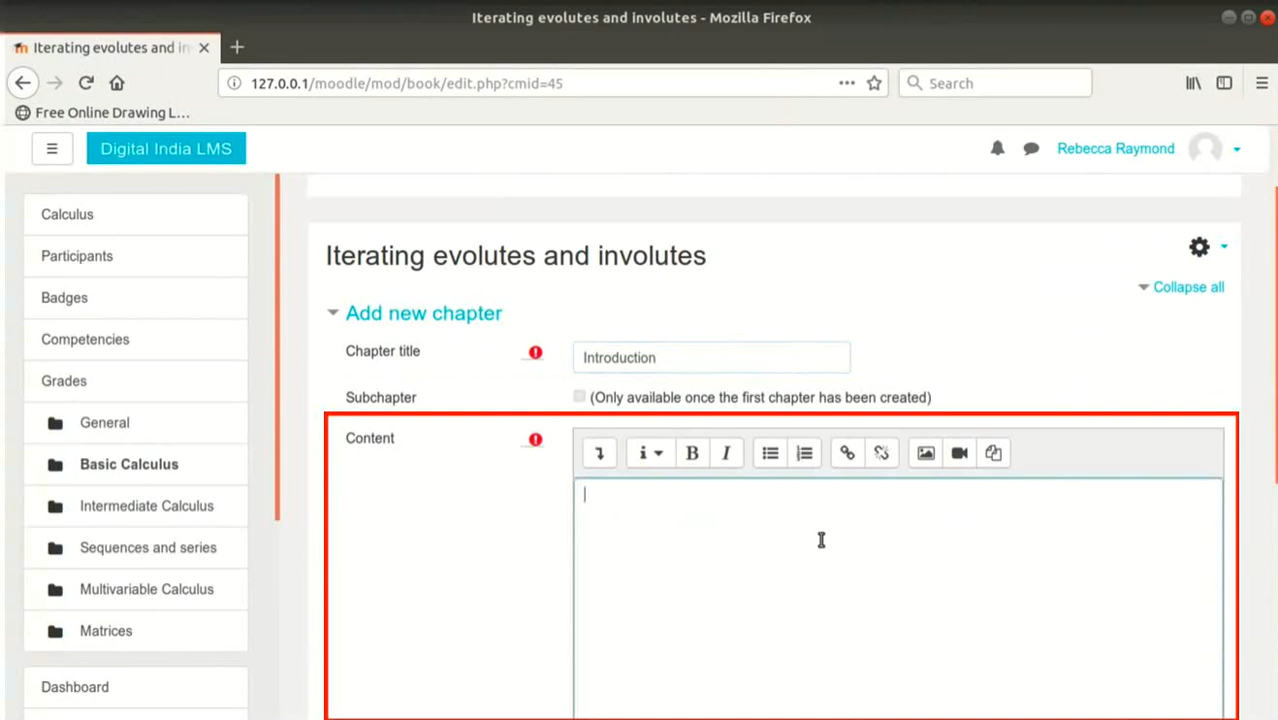 Iterating evolutes and involutes - Mozilla Firefox
Iterating evolutes and in
127.0.0.1/moodle/mod/book/edit.php?cmid=45
Search
Free Online Drawing L…
Digital India LMS
Rebecca Raymond
Calculus
Participants
Badges
Competencies
Grades
General
Basic Calculus
Intermediate Calculus
Sequences and series
Multivariable Calculus
Matrices
Dashboard
Iterating evolutes and involutes
Collapse all
Add new chapter
Chapter title
Introduction
Subchapter
(Only available once the first chapter has been created)
Content
B I